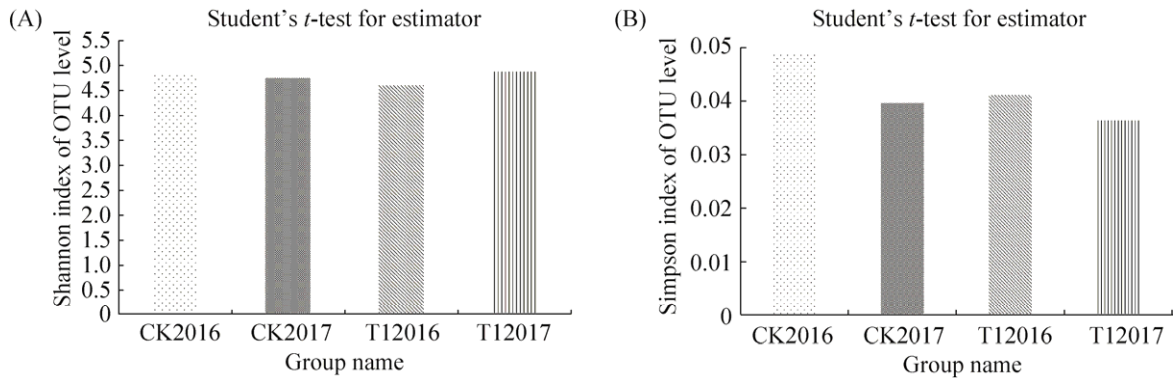 (A)
Student's t-test for estimator
Shannon index of OTU level
5.5
5.0
4.5
4.0
3.5
3.0
2.5
2.0
1.5
1.0
0.5
0
CK2016
CK2017
T12016
T12017
Group name
(B)
Student's t-test for estimator
Simpson index of OTU level
0.05
0.04
0.03
0.02
0.01
0
CK2016
CK2017
T12016
T12017
Group name